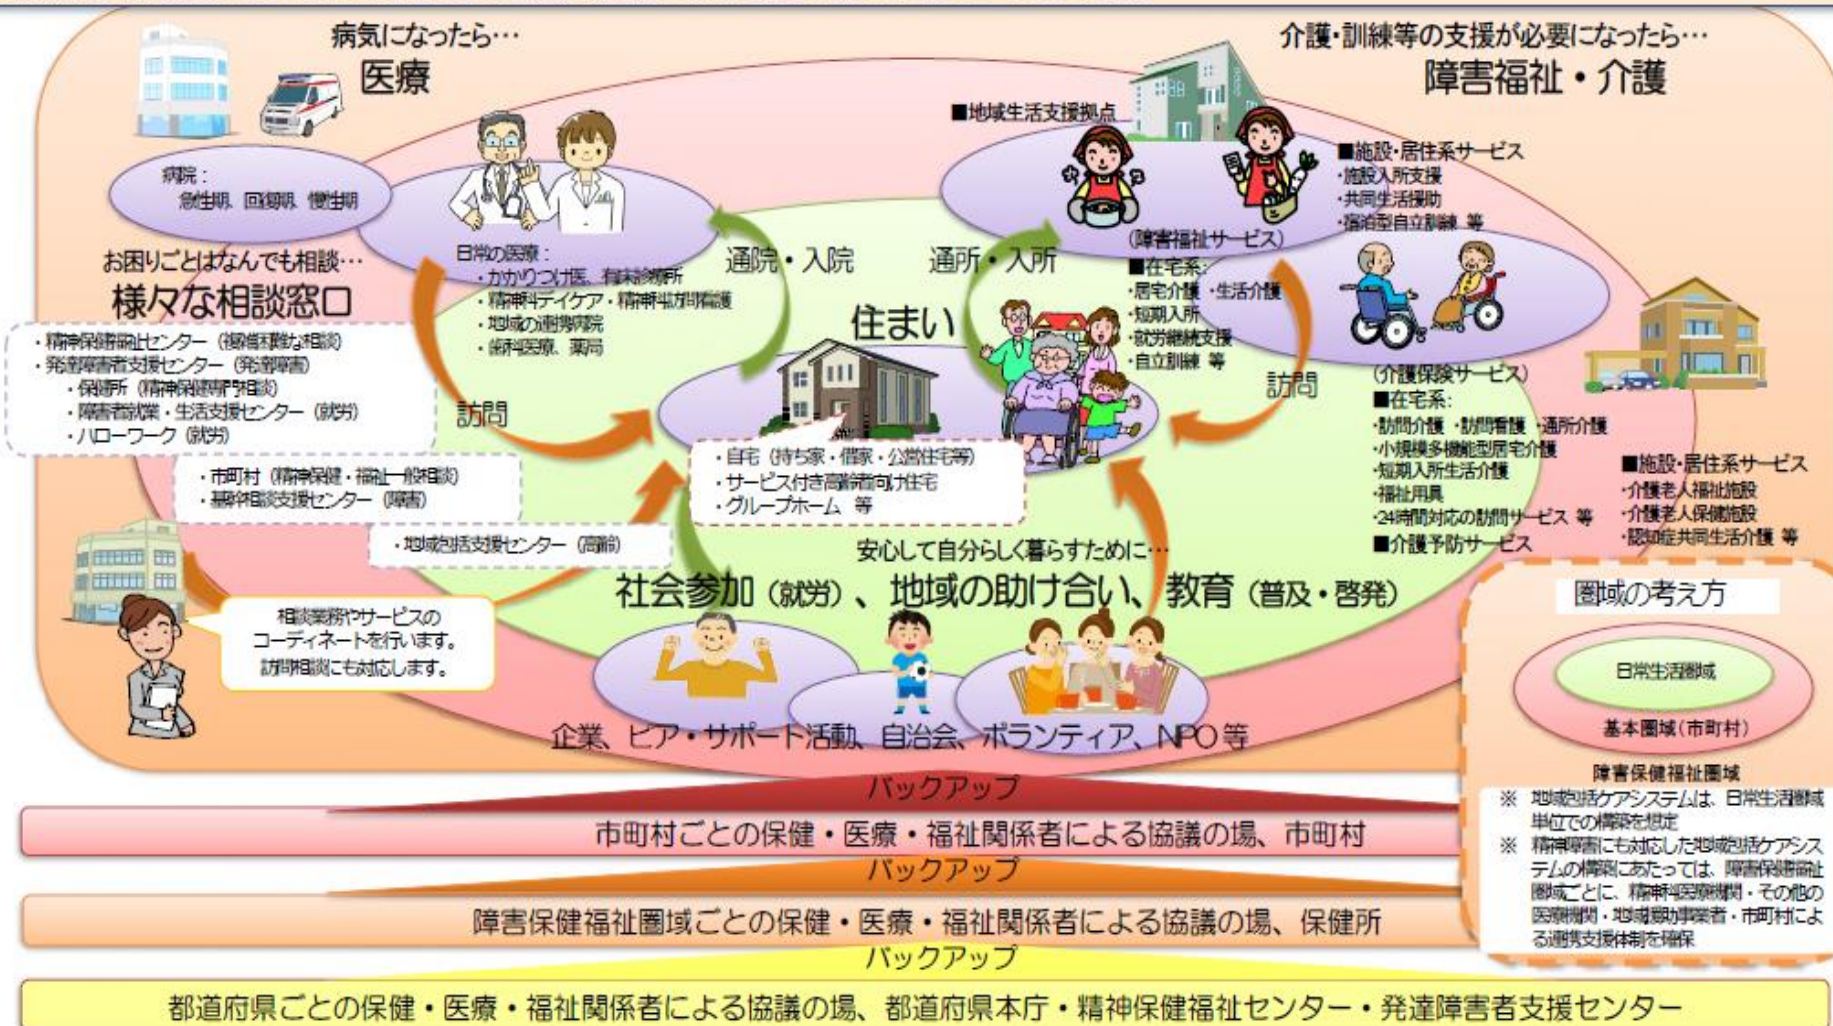 病気になったら…
医療
病院：
急性期、回復期、慢性期
日常の医療：
・かかりつけ医、有床診療所
・精神科デイケア・精神科訪問看護
・地域の連携病院
・歯科医療、薬局
お困りごとはなんでも相談…
様々な相談窓口
・精神保健福祉センター（複雑困難な相談）
・発達障害者支援センター（発達障害）
・保健所（精神保健専門相談）
・障害者就業・生活支援センター（就労）
・ハローワーク（就労）
・市町村（精神保健・福祉一般相談）
・基幹相談支援センター（障害）
・地域包括支援センター（高齢）
相談業務やサービスの
コーディネートを行います。
訪問相談にも対応します。
訪問
通院・入院
通所・入所
訪問
住まい
・自宅（持ち家・借家・公営住宅等）
・サービス付き高齢者向け住宅
・グループホーム 等
介護・訓練等の支援が必要になったら…
障害福祉・介護
■地域生活支援拠点
■施設・居住系サービス
・施設入所支援
・共同生活援助
・宿泊型自立訓練 等
(障害福祉サービス)
■在宅系：
・居宅介護 ・生活介護
・短期入所
・就労継続支援
・自立訓練 等
(介護保険サービス)
■在宅系：
・訪問介護 ・訪問看護 ・通所介護
・小規模多機能型居宅介護
・短期入所生活介護
・福祉用具
・24時間対応の訪問サービス 等
■介護予防サービス
■施設・居住系サービス
・介護老人福祉施設
・介護老人保健施設
・認知症共同生活介護 等
安心して自分らしく暮らすために…
社会参加（就労）、地域の助け合い、教育（普及・啓発）
企業、ピア・サポート活動、自治会、ボランティア、NPO等
圏域の考え方
日常生活圏域
基本圏域（市町村）
障害保健福祉圏域
※ 地域包括ケアシステムは、日常生活圏域
単位での構築を想定
※ 精神障害にも対応した地域包括ケアシス
テムの構築にあたっては、障害保健福祉
圏域ごとに、精神科医療機関・その他の
医療機関・地域援助事業者・市町村によ
る連携支援体制を確保
バックアップ
市町村ごとの保健・医療・福祉関係者による協議の場、市町村
バックアップ
障害保健福祉圏域ごとの保健・医療・福祉関係者による協議の場、保健所
バックアップ
都道府県ごとの保健・医療・福祉関係者による協議の場、都道府県本庁・精神保健福祉センター・発達障害者支援センター